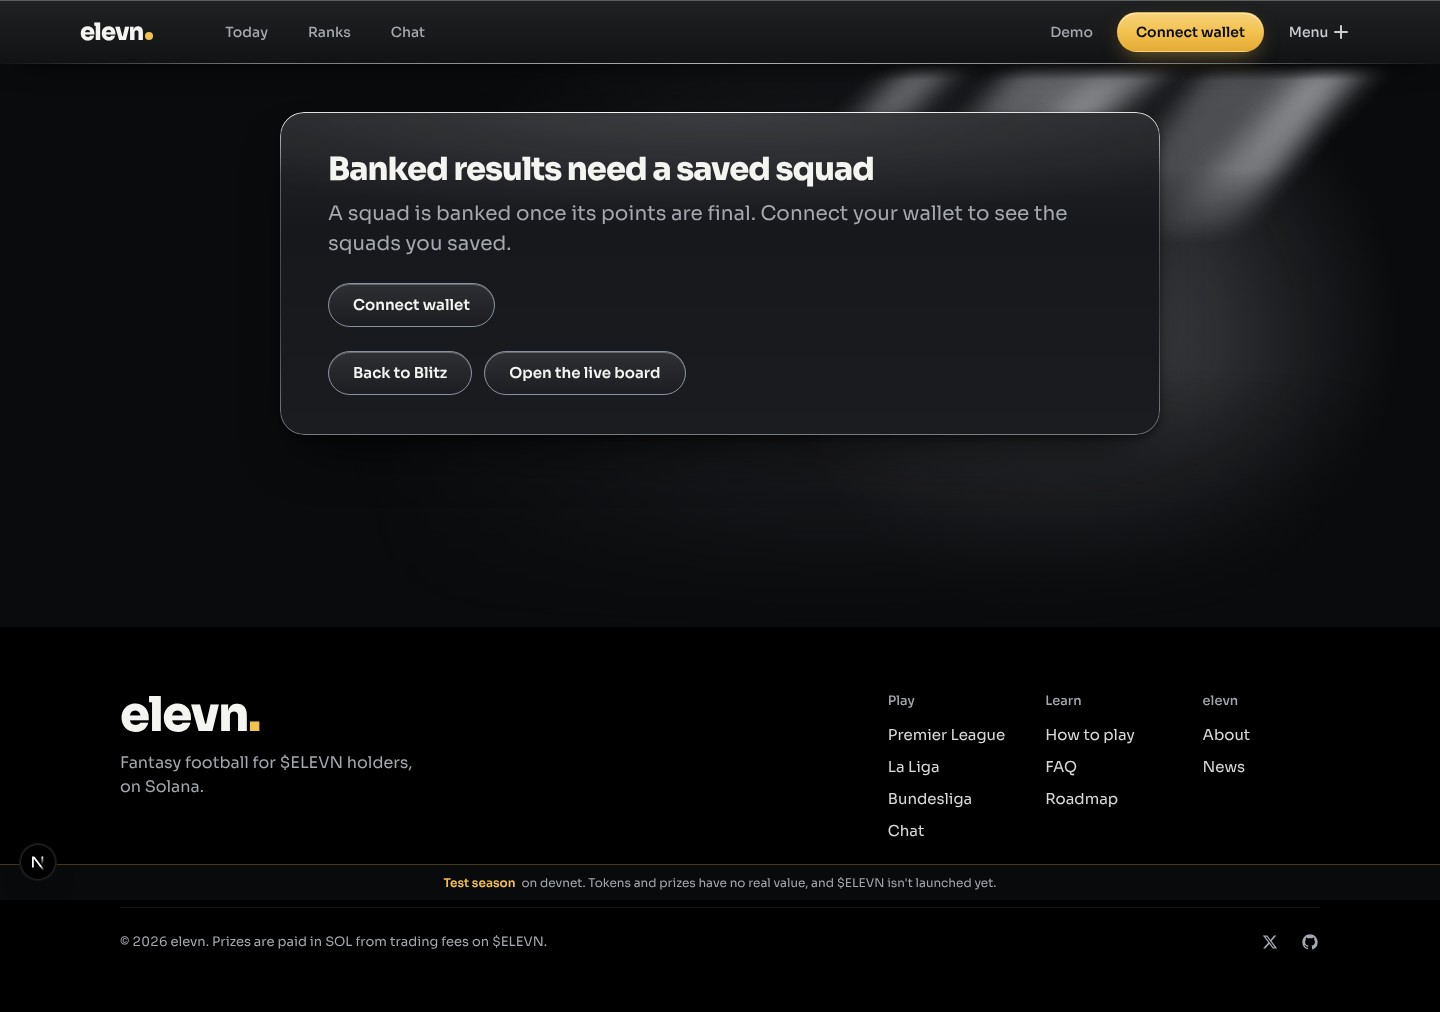 elevn.
Today
Ranks
Chat
Demo
Connect wallet
Menu
Banked results need a saved squad
A squad is banked once its points are final. Connect your wallet to see the
squads you saved.
Connect wallet
Back to Blitz
Open the live board
elevn.
Fantasy football for $ELEVN holders,
on Solana.
Play
Premier League
La Liga
Bundesliga
Chat
Learn
How to play
FAQ
Roadmap
elevn
About
News
N
Test season on devnet. Tokens and prizes have no real value, and $ELEVN isn't launched yet.
© 2026 elevn. Prizes are paid in SOL from trading fees on $ELEVN.